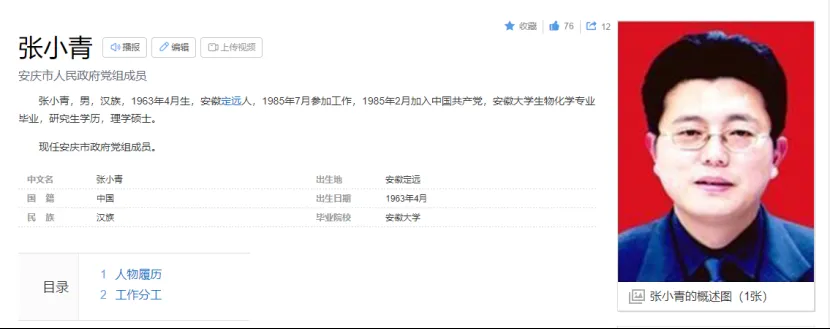 收藏 76 12
张小青 播报 编辑 上传视频
安庆市人民政府党组成员
张小青，男，汉族，1963年4月生，安徽定远人，1985年7月参加工作，1985年2月加入中国共产党，安徽大学生物化学专业
毕业，研究生学历，理学硕士。
现任安庆市政府党组成员。
中文名 张小青 出生地 安徽定远
国 籍 中国 出生日期 1963年4月
民 族 汉族 毕业院校 安徽大学
目录
1 人物履历
2 工作分工
张小青的概述图（1张）